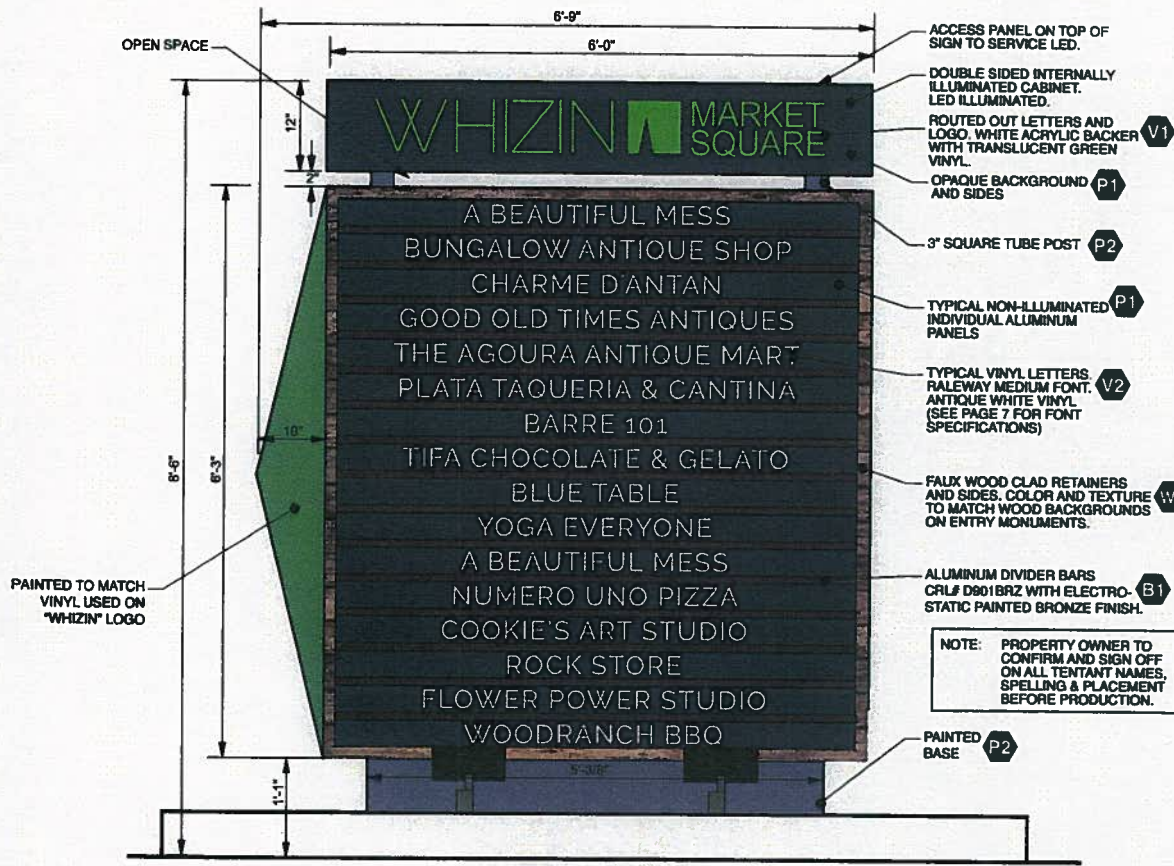 6'-9"
6'-0"
OPEN SPACE
12"
2"
WHIZIN MARKET
SQUARE
A BEAUTIFUL MESS
BUNGALOW ANTIQUE SHOP
CHARME D'ANTAN
GOOD OLD TIMES ANTIQUES
THE AGOURA ANTIQUE MART
PLATA TAQUERIA & CANTINA
BARRE 101
TIFA CHOCOLATE & GELATO
BLUE TABLE
YOGA EVERYONE
A BEAUTIFUL MESS
NUMERO UNO PIZZA
COOKIE'S ART STUDIO
ROCK STORE
FLOWER POWER STUDIO
WOODRANCH BBQ
8'-6"
6'-3"
1'-1"
PAINTED TO MATCH
VINYL USED ON
"WHIZIN" LOGO
ACCESS PANEL ON TOP OF
SIGN TO SERVICE LED.
DOUBLE SIDED INTERNALLY
ILLUMINATED CABINET.
LED ILLUMINATED.
ROUTED OUT LETTERS AND
LOGO. WHITE ACRYLIC BACKER V1
WITH TRANSLUCENT GREEN
VINYL.
OPAQUE BACKGROUND P1
AND SIDES
3" SQUARE TUBE POST P2
TYPICAL NON-ILLUMINATED P1
INDIVIDUAL ALUMINUM
PANELS
TYPICAL VINYL LETTERS.
RALEWAY MEDIUM FONT. V2
ANTIQUE WHITE VINYL
(SEE PAGE 7 FOR FONT
SPECIFICATIONS)
FAUX WOOD CLAD RETAINERS
AND SIDES. COLOR AND TEXTURE
TO MATCH WOOD BACKGROUNDS
ON ENTRY MONUMENTS.
ALUMINUM DIVIDER BARS
CRL# D901BRZ WITH ELECTRO- B1
STATIC PAINTED BRONZE FINISH.
NOTE: PROPERTY OWNER TO
CONFIRM AND SIGN OFF
ON ALL TENTANT NAMES,
SPELLING & PLACEMENT
BEFORE PRODUCTION.
PAINTED P2
BASE